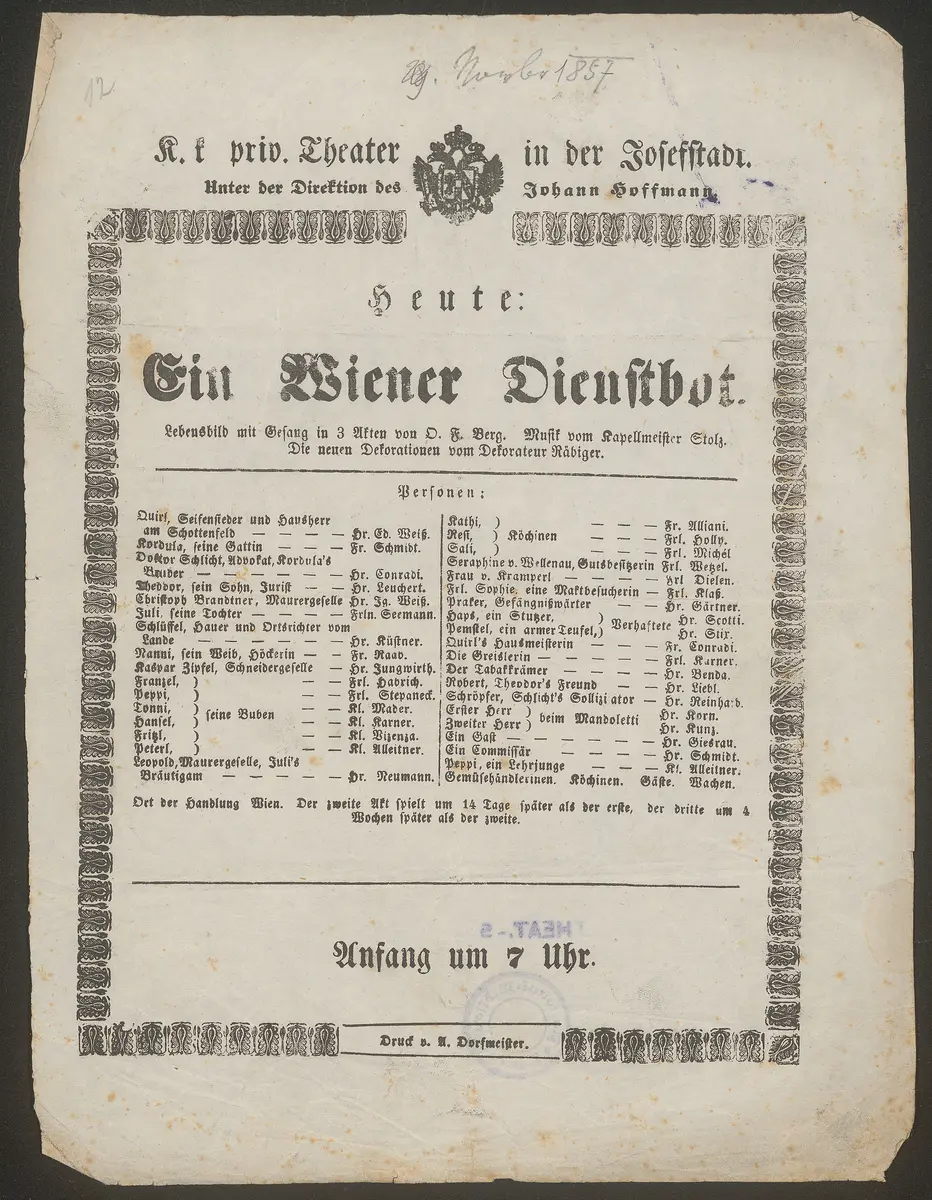 12
Novber 1857
K. k priv. Theater in der Josefstadt.
Unter der Direktion des Johann Hoffmann.
Heute:
Ein Wiener Dienstbot.
Lebensbild mit Gesang in 3 Akten von O. F. Berg. Musik vom Kapellmeister Stolz.
Die neuen Dekorationen vom Dekorateur Räbiger.
Personen:
Quirl, Seifensieder und Hausherr
am Schottenfeld — — — — Hr. Ed. Weiß.
Kordula, seine Gattin — — — Fr. Schmidt.
Doktor Schlicht, Advokat, Kordula's
Bruder — — — — — Hr. Conradi.
Theodor, sein Sohn, Jurist — — Hr. Leuchert.
Christoph Brandtner, Maurergeselle Hr. Ig. Weiß.
Juli, seine Tochter — — — Frln. Seemann.
Schlüssel, Hauer und Ortsrichter vom
Lande — — — — — — Hr. Küstner.
Nanni, sein Weib, Höckerin — — Fr. Raab.
Kaspar Zipfel, Schneidergeselle — Hr. Jungwirth.
Franzel, ) — — Frl. Habrich.
Peppi, ) — — Frl. Stepaneck.
Tonni, ) — — Kl. Mader.
Hansel, ) seine Buben — — Kl. Karner.
Fritzl, ) — — Kl. Vizenza.
Peterl, ) — — Kl. Alleitner.
Leopold, Maurergeselle, Juli's
Bräutigam — — — — — Hr. Neumann.
Kathi, ) — — — Fr. Alliani.
Resi, ) Köchinen — — — Frl. Holly.
Sali, ) — — — Frl. Michél
Seraphine v. Wellenau, Gutsbesitzerin Frl. Wetzel.
Frau v. Kramperl — — — Frl Dielen.
Frl. Sophie, eine Maktbesucherin — Frl. Klaß.
Praker, Gefängnißwärter — — Hr. Gärtner.
Haps, ein Stutzer, ) Verhaftete Hr. Scotti.
Pemstel, ein armer Teufel, ) Hr. Stix.
Quirl's Hausmeisterin — — — Fr. Conradi.
Die Greislerin — — — — Frl. Karner.
Der Tabakkrämer — — — — Hr. Benda.
Robert, Theodor's Freund — — Hr. Liebl.
Schröpfer, Schlicht's Sollizitator — Hr. Reinhard.
Erster Herr ) beim Mandoletti Hr. Korn.
Zweiter Herr ) Hr. Kunz.
Ein Gast — — — — — — Hr. Giesrau.
Ein Commissär — — — — Hr. Schmidt.
Peppi, ein Lehrjunge — — — Kl. Alleitner.
Gemüsehändlerinen. Köchinen. Gäste. Wachen.
Ort der Handlung Wien. Der zweite Akt spielt um 14 Tage später als der erste, der dritte um 4
Wochen später als der zweite.
THEAT.-S
Anfang um 7 Uhr.
Druck v. A. Dorfmeister.